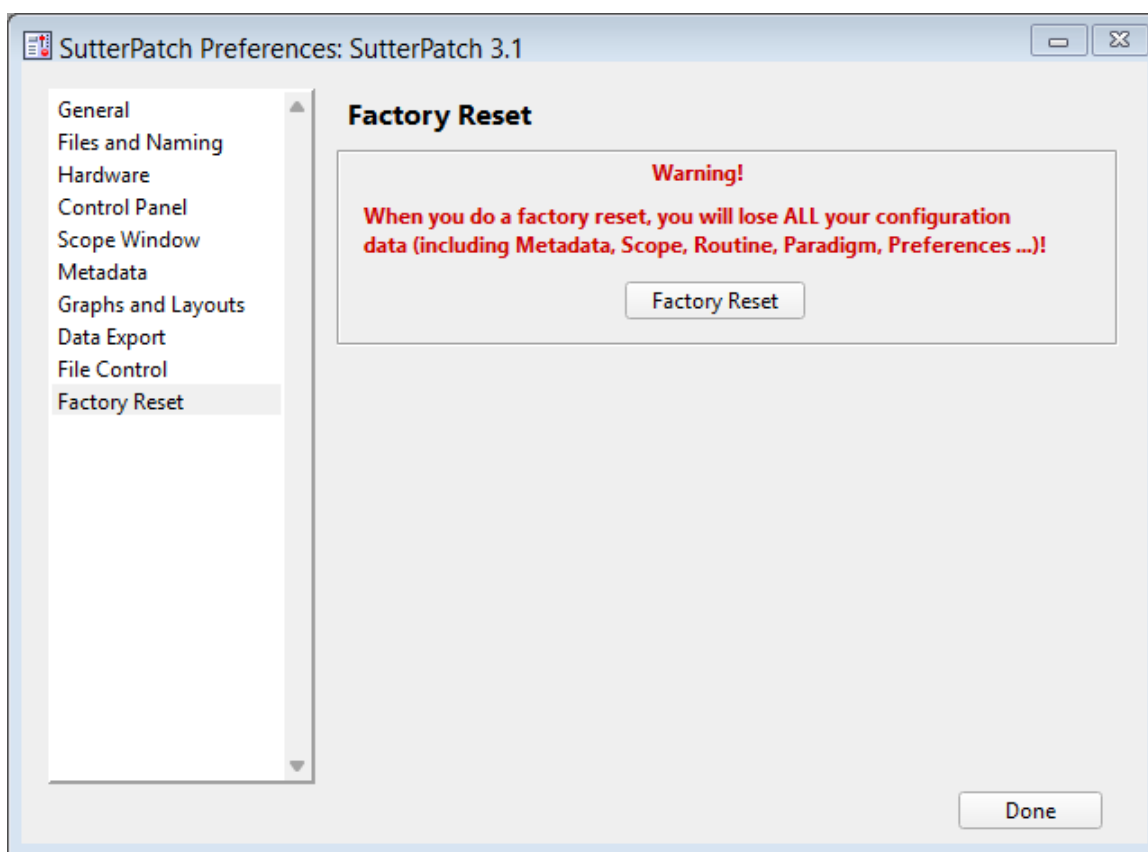 SutterPatch Preferences: SutterPatch 3.1
General
Files and Naming
Hardware
Control Panel
Scope Window
Metadata
Graphs and Layouts
Data Export
File Control
Factory Reset
Factory Reset
Warning!
When you do a factory reset, you will lose ALL your configuration
data (including Metadata, Scope, Routine, Paradigm, Preferences ...)!
Factory Reset
Done